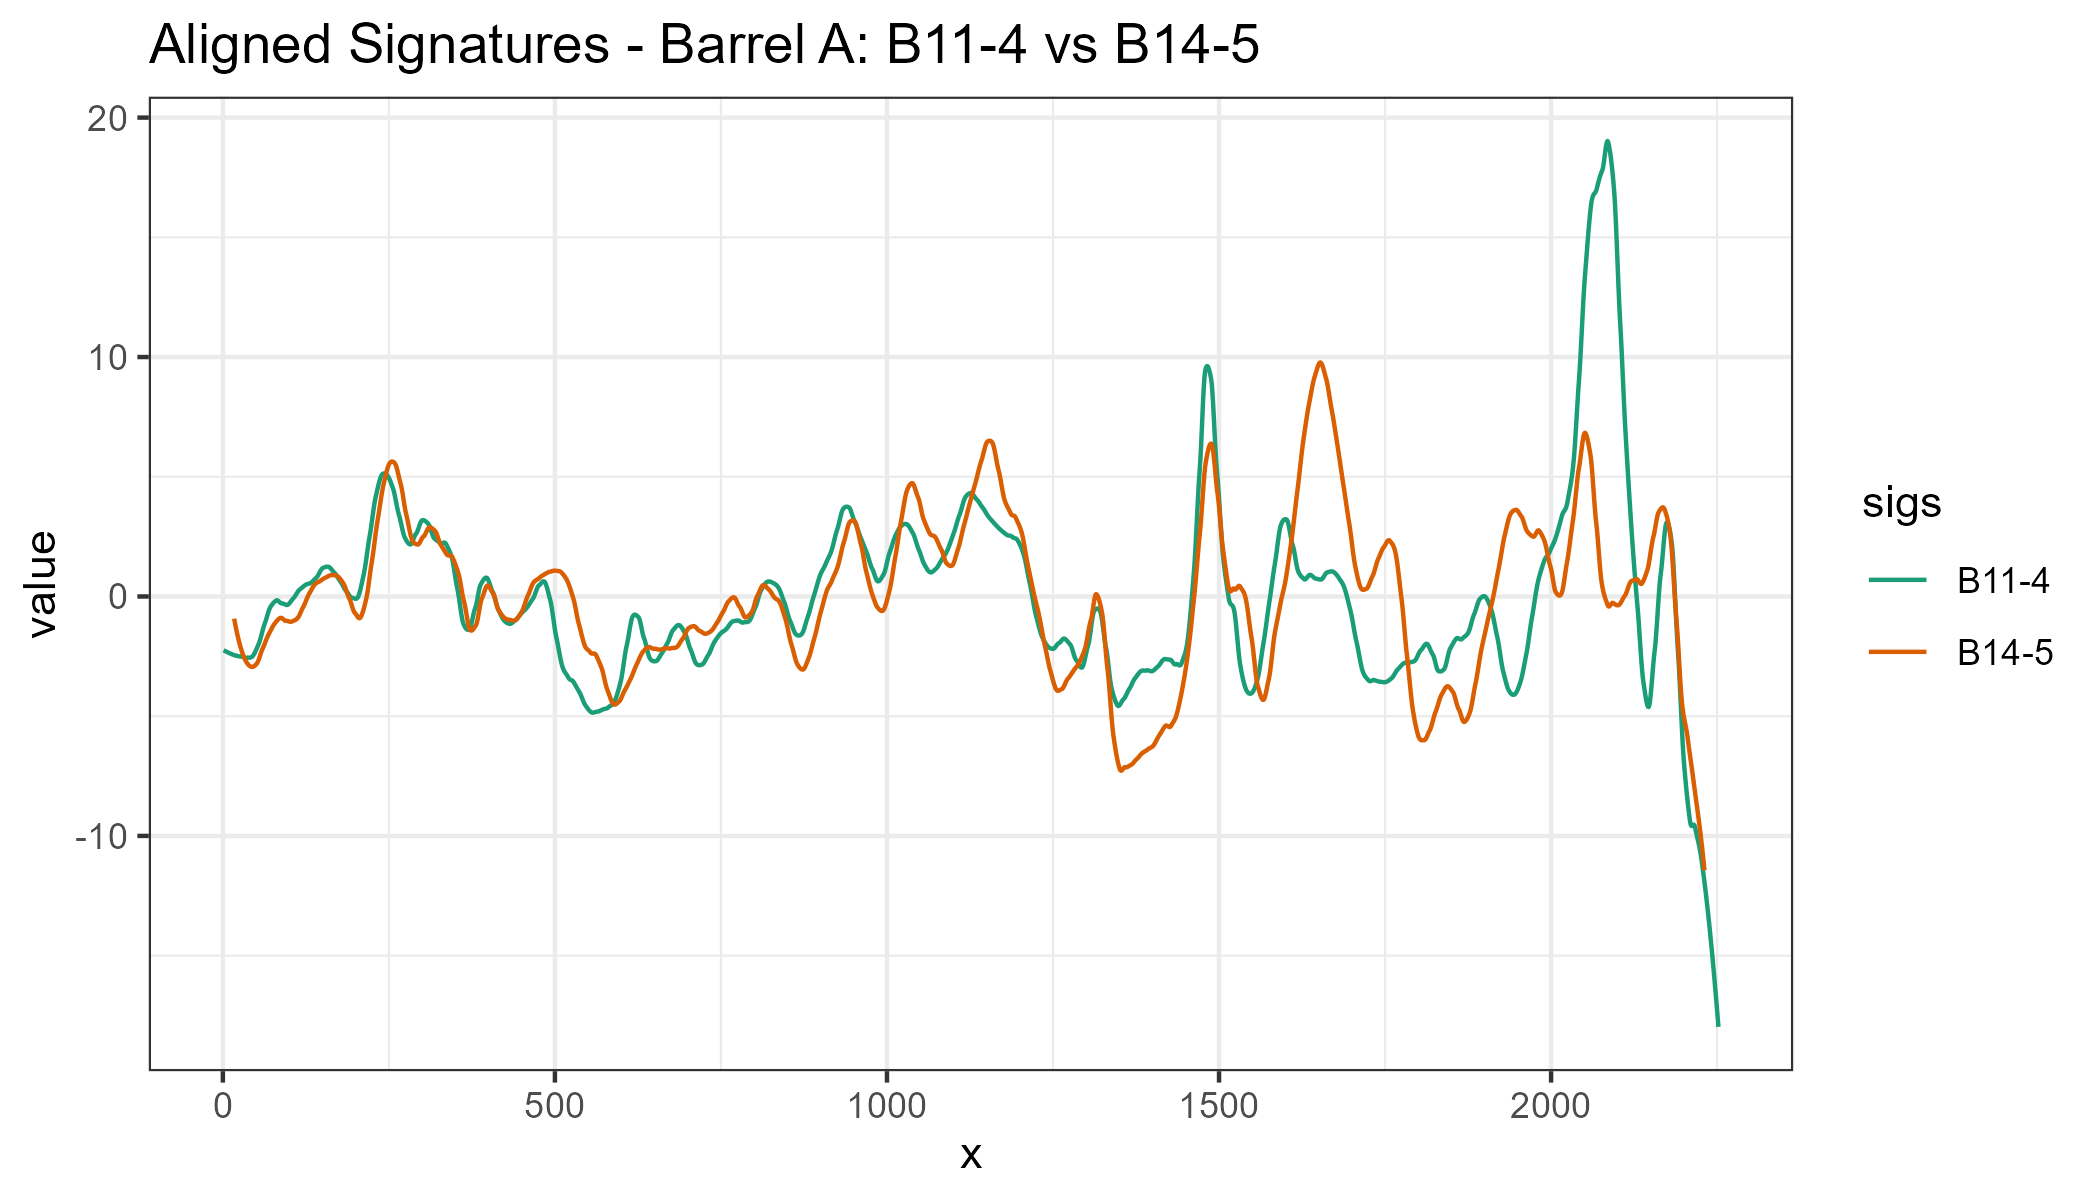 Aligned Signatures - Barrel A: B11-4 vs B14-5
20
10
0
-10
value
0 500 1000 1500 2000
x
sigs
B11-4
B14-5